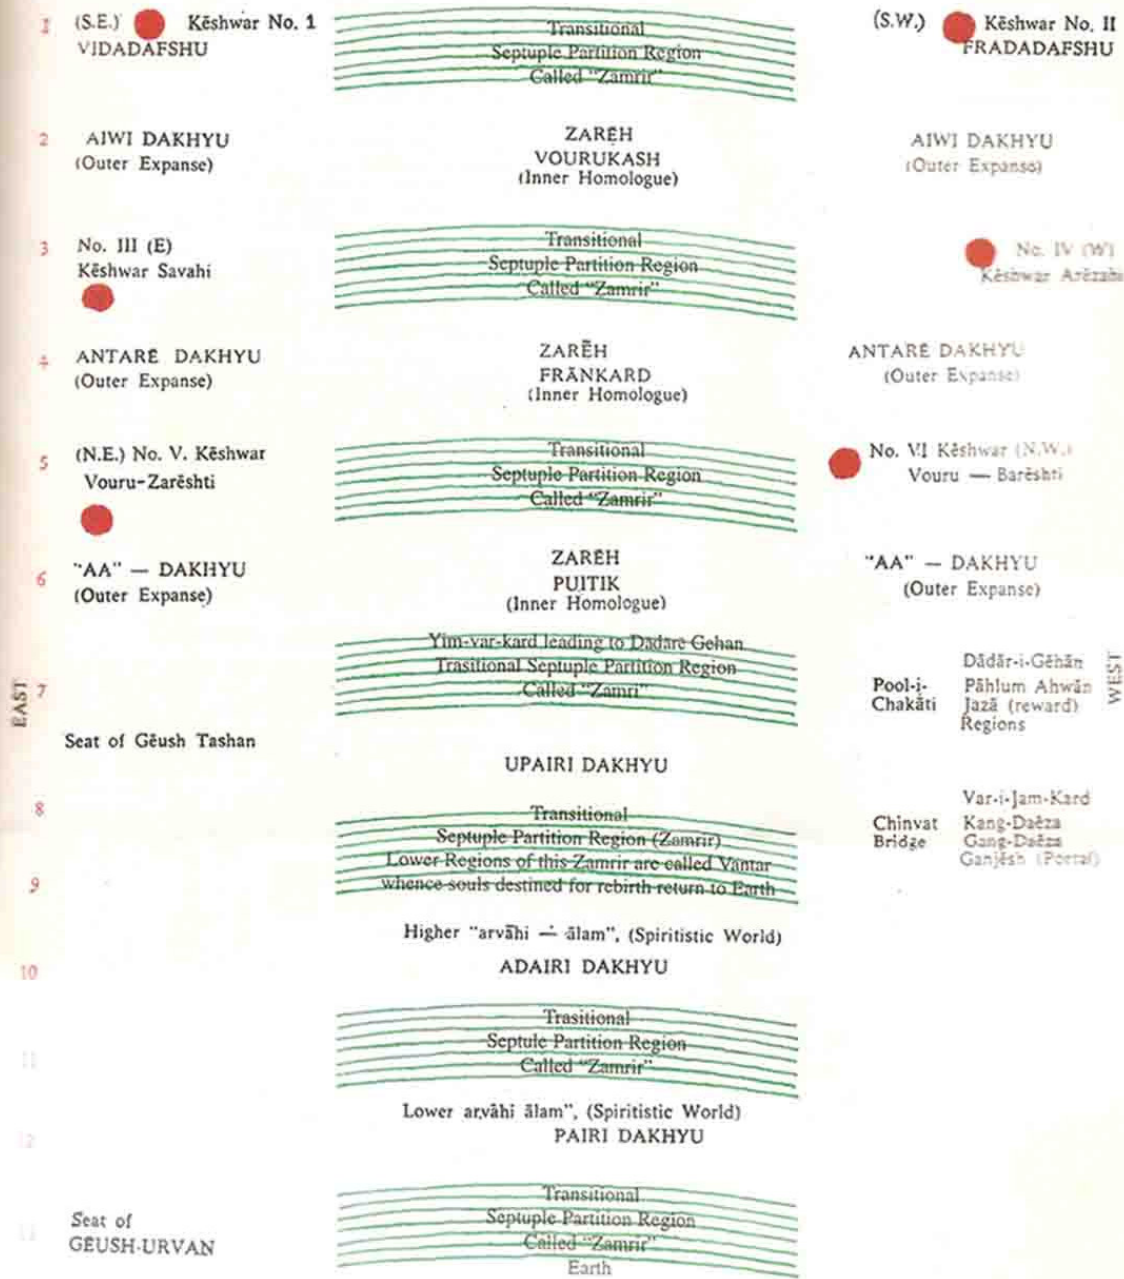 1 (S.E.) Kēshwar No. 1
VIDADAFSHU
Transitional
Septuple Partition Region
Called "Zamrir"
(S.W.) Kēshwar No. II
FRADADAFSHU
2 AIWI DAKHYU
(Outer Expanse)
ZARĒH
VOURUKASH
(Inner Homologue)
AIWI DAKHYU
(Outer Expanse)
3 No. III (E)
Kēshwar Savahi
Transitional
Septuple Partition Region
Called "Zamrir"
No. IV (W)
Kēshwar Arēzahi
4 ANTARĒ DAKHYU
(Outer Expanse)
ZARĒH
FRĀNKARD
(Inner Homologue)
ANTARĒ DAKHYU
(Outer Expanse)
5 (N.E.) No. V. Kēshwar
Vouru-Zarēshti
Transitional
Septuple Partition Region
Called "Zamrir"
No. VI Kēshwar (N.W.)
Vouru — Barēshti
6 "AA" — DAKHYU
(Outer Expanse)
ZARĒH
PUITIK
(Inner Homologue)
"AA" — DAKHYU
(Outer Expanse)
EAST
7
Yim-var-kard leading to Dādare Gehan
Trasitional Septuple Partition Region
Called "Zamri"
Pool-i-
Chakāti
Dādār-i-Gēhān
Pāhlum Ahwān
Jazā (reward)
Regions
WEST
Seat of Gēush Tashan
UPAIRI DAKHYU
8
Transitional
Septuple Partition Region (Zamrir)
Lower Regions of this Zamrir are called Vantar
whence souls destined for rebirth return to Earth
9
Chinvat
Bridge
Var-i-Jam-Kard
Kang-Daēza
Gang-Daēza
Ganjēsh (Portal)
Higher "arvāhi — ālam", (Spiritistic World)
10 ADAIRI DAKHYU
11
Trasitional
Septule Partition Region
Called "Zamrir"
Lower arvāhi ālam", (Spiritistic World)
12 PAIRI DAKHYU
13 Seat of
GĒUSH-URVAN
Transitional
Septuple Partition Region
Called "Zamrir"
Earth